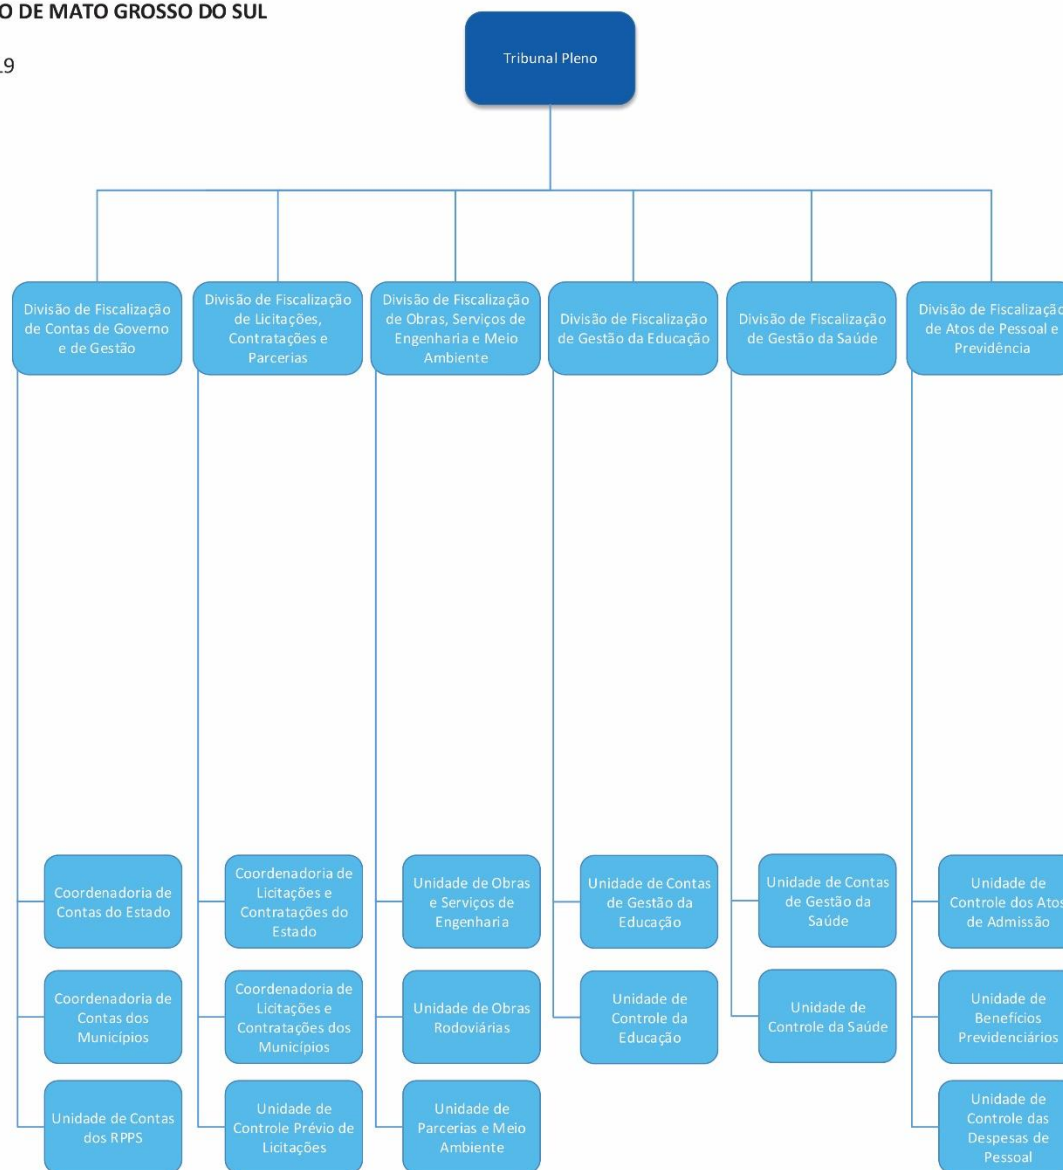 O DE MATO GROSSO DO SUL
19
Tribunal Pleno
Divisão de Fiscalização
de Contas de Governo
e de Gestão
Divisão de Fiscalização
de Licitações,
Contratações e
Parcerias
Divisão de Fiscalização
de Obras, Serviços de
Engenharia e Meio
Ambiente
Divisão de Fiscalização
de Gestão da Educação
Divisão de Fiscalização
de Gestão da Saúde
Divisão de Fiscalização
de Atos de Pessoal e
Previdência
Coordenadoria de
Contas do Estado
Coordenadoria de
Licitações e
Contratações do
Estado
Unidade de Obras
e Serviços de
Engenharia
Unidade de Contas
de Gestão da
Educação
Unidade de Contas
de Gestão da
Saúde
Unidade de
Controle dos Atos
de Admissão
Coordenadoria de
Contas dos
Municípios
Coordenadoria de
Licitações e
Contratações dos
Municípios
Unidade de Obras
Rodoviárias
Unidade de
Controle da
Educação
Unidade de
Controle da Saúde
Unidade de
Benefícios
Previdenciários
Unidade de Contas
dos RPPS
Unidade de
Controle Prévio de
Licitações
Unidade de
Parcerias e Meio
Ambiente
Unidade de
Controle das
Despesas de
Pessoal